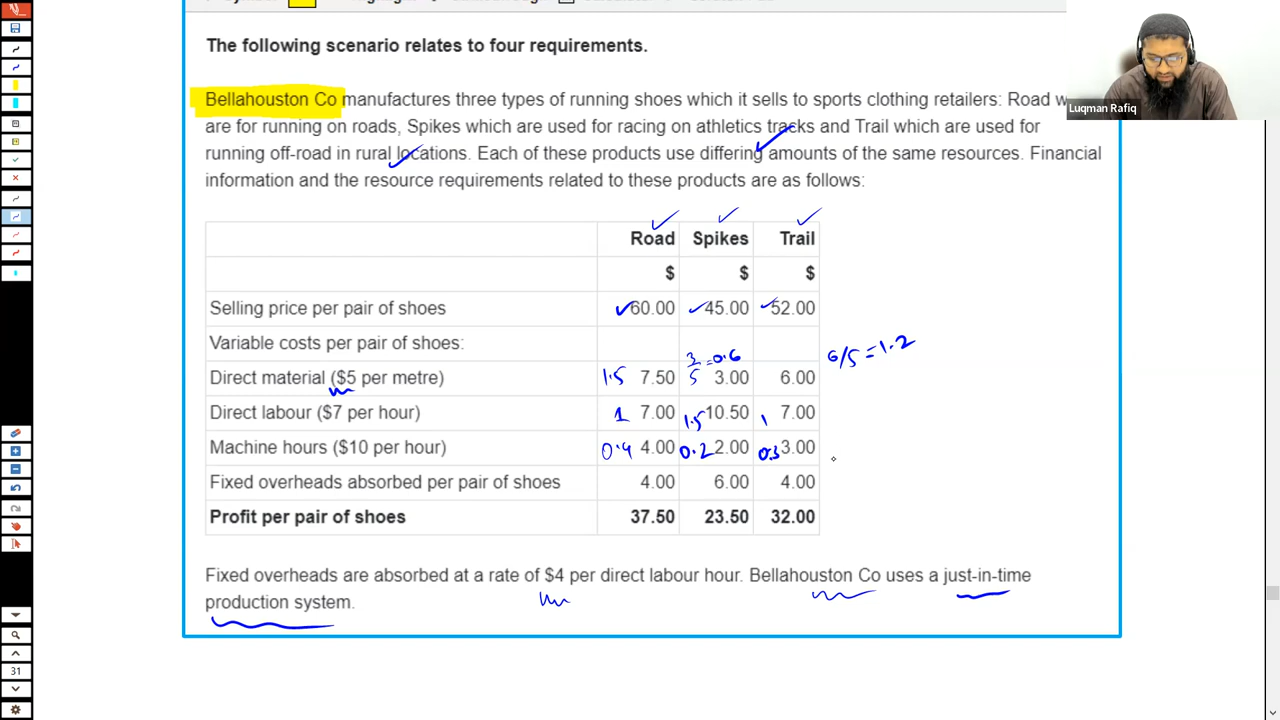 The following scenario relates to four requirements.
Bellahouston Co manufactures three types of running shoes which it sells to sports clothing retailers: Road w
are for running on roads, Spikes which are used for racing on athletics tracks and Trail which are used for
running off-road in rural locations. Each of these products use differing amounts of the same resources. Financial
information and the resource requirements related to these products are as follows:
Luqman Rafiq
Road Spikes Trail
$ $ $
Selling price per pair of shoes 60.00 45.00 52.00
Variable costs per pair of shoes:
3/5 = 0.6
6/5 = 1.2
Direct material ($5 per metre) 1.5 7.50 3.00 6.00
Direct labour ($7 per hour) 1 7.00 1.5 10.50 1 7.00
Machine hours ($10 per hour) 0.4 4.00 0.2 2.00 0.3 3.00
Fixed overheads absorbed per pair of shoes 4.00 6.00 4.00
Profit per pair of shoes 37.50 23.50 32.00
Fixed overheads are absorbed at a rate of $4 per direct labour hour. Bellahouston Co uses a just-in-time
production system.
31